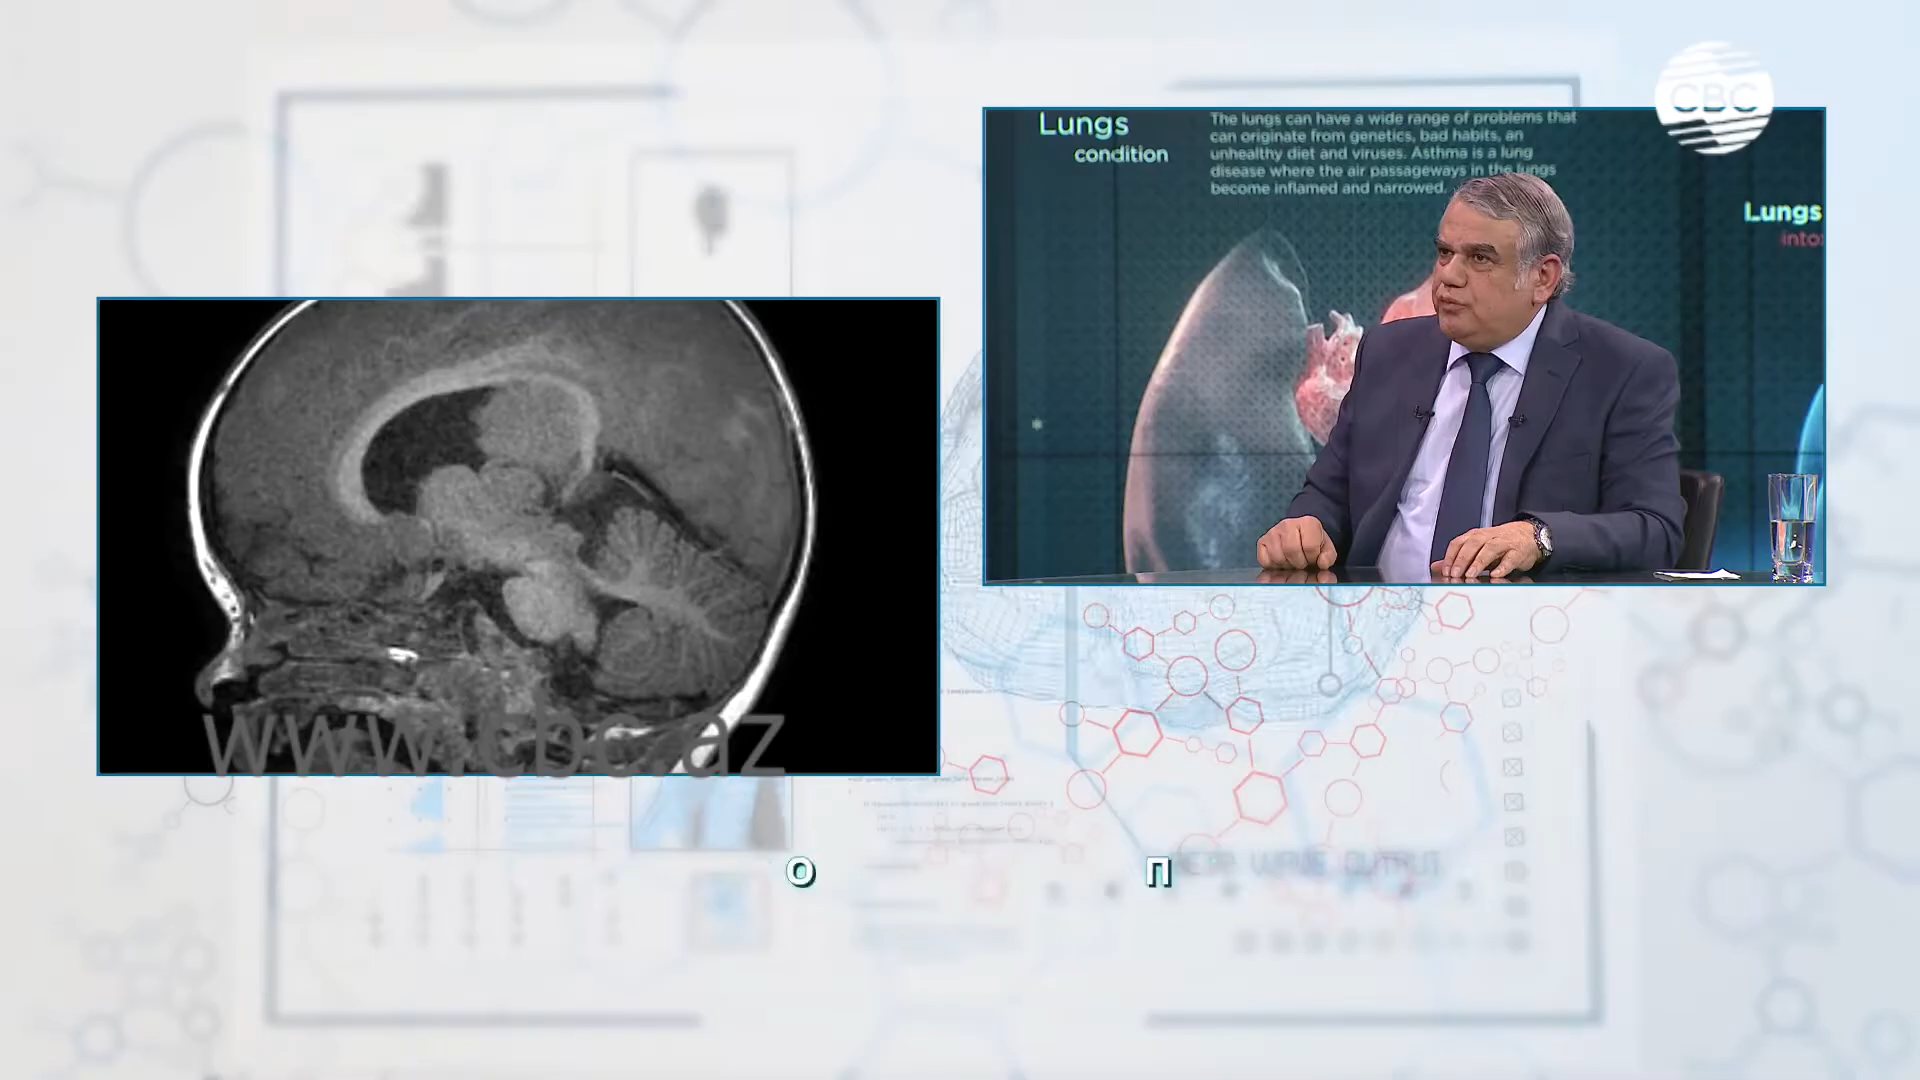 CBC
Lungs
condition
The lungs can have a wide range of problems that
can originate from genetics, bad habits, an
unhealthy diet and viruses. Asthma is a lung
disease where the air passageways in the lungs
become inflamed and narrowed.
Lungs
www.cbc.az
О П
WAVE OUTPUT